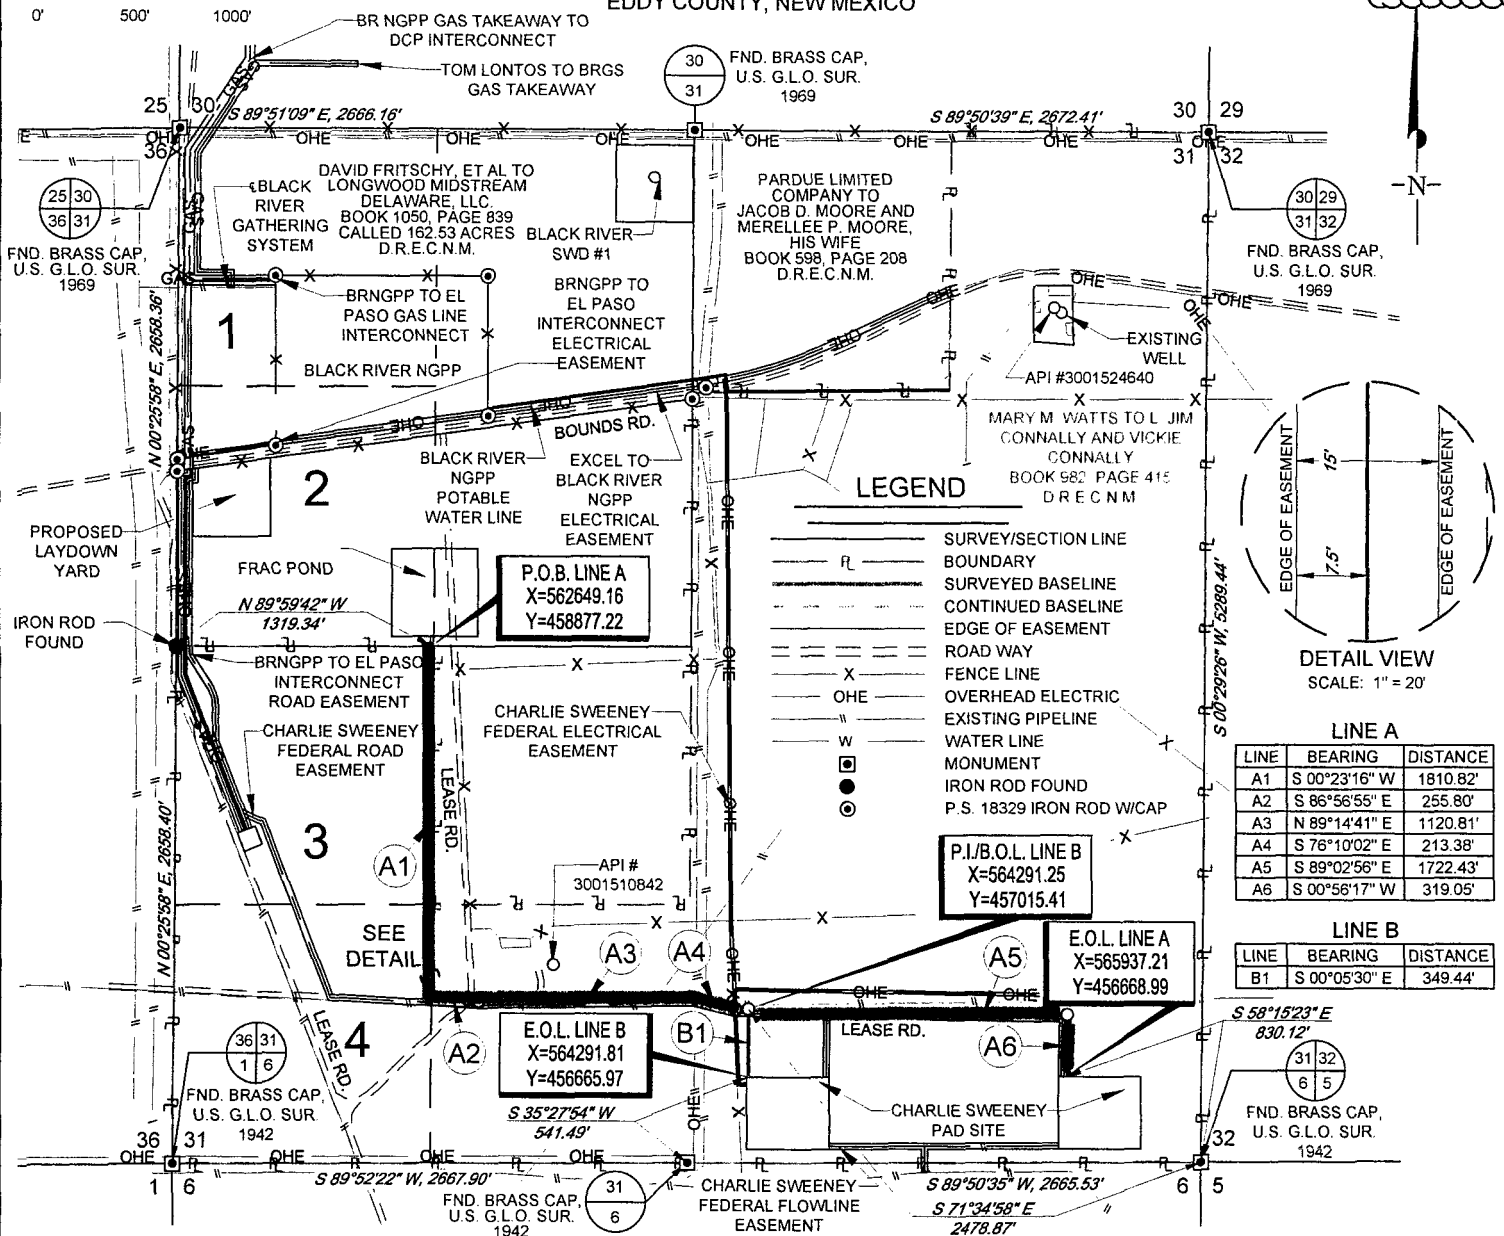 EDDY COUNTY, NEW MEXICO
0' 500' 1000'
BR NGPP GAS TAKEAWAY TO
DCP INTERCONNECT
TOM LONTOS TO BRGS
GAS TAKEAWAY
30
31
FND. BRASS CAP,
U.S. G.L.O. SUR.
1969
25 30
S 89°51'09" E, 2666.16'
S 89°50'39" E, 2672.41'
30 29
36
31 32
-N-
GAS
OHE
25 30
36 31
FND. BRASS CAP,
U.S. G.L.O. SUR.
1969
BLACK
RIVER
GATHERING
SYSTEM
DAVID FRITSCHY, ET AL TO
LONGWOOD MIDSTREAM
DELAWARE, LLC.
BOOK 1050, PAGE 839
CALLED 162.53 ACRES
D.R.E.C.N.M.
BLACK RIVER
SWD #1
PARDUE LIMITED
COMPANY TO
JACOB D. MOORE AND
MERELLEE P. MOORE,
HIS WIFE
BOOK 598, PAGE 208
D.R.E.C.N.M.
30 29
31 32
FND. BRASS CAP,
U.S. G.L.O. SUR.
1969
N 00°25'58" E, 2658.36'
1
BRNGPP TO EL
PASO GAS LINE
INTERCONNECT
BRNGPP TO
EL PASO
INTERCONNECT
ELECTRICAL
EASEMENT
BLACK RIVER NGPP
EXISTING
WELL
API #3001524640
BOUNDS RD.
MARY M WATTS TO L JIM
CONNALLY AND VICKIE
CONNALLY
BOOK 982 PAGE 415
D R E C N M
2
BLACK RIVER
NGPP
POTABLE
WATER LINE
EXCEL TO
BLACK RIVER
NGPP
ELECTRICAL
EASEMENT
PROPOSED
LAYDOWN
YARD
FRAC POND
IRON ROD
FOUND
N 89°59'42" W
1319.34'
P.O.B. LINE A
X=562649.16
Y=458877.22
LEGEND
SURVEY/SECTION LINE
PL BOUNDARY
SURVEYED BASELINE
CONTINUED BASELINE
EDGE OF EASEMENT
ROAD WAY
X FENCE LINE
OHE OVERHEAD ELECTRIC
EXISTING PIPELINE
W WATER LINE
MONUMENT
IRON ROD FOUND
P.S. 18329 IRON ROD W/CAP
S 00°29'26" W, 5289.44'
EDGE OF EASEMENT
15'
7.5'
EDGE OF EASEMENT
DETAIL VIEW
SCALE: 1" = 20'
BRNGPP TO EL PASO
INTERCONNECT
ROAD EASEMENT
CHARLIE SWEENEY
FEDERAL ROAD
EASEMENT
CHARLIE SWEENEY
FEDERAL ELECTRICAL
EASEMENT
LINE A
LINE BEARING DISTANCE
A1 S 00°23'16" W 1810.82'
A2 S 86°56'55" E 255.80'
A3 N 89°14'41" E 1120.81'
A4 S 76°10'02" E 213.38'
A5 S 89°02'56" E 1722.43'
A6 S 00°56'17" W 319.05'
LINE B
LINE BEARING DISTANCE
B1 S 00°05'30" E 349.44'
N 00°25'58" E, 2658.40'
3
A1
LEASE RD.
API #
3001510842
P.I./B.O.L. LINE B
X=564291.25
Y=457015.41
SEE
DETAIL
A3
A4
A5
E.O.L. LINE A
X=565937.21
Y=456668.99
LEASE RD.
4
A2
E.O.L. LINE B
X=564291.81
Y=456665.97
B1
LEASE RD.
A6
S 58°15'23" E
830.12'
36 31
1 6
FND. BRASS CAP,
U.S. G.L.O. SUR.
1942
S 35°27'54" W
541.49'
CHARLIE SWEENEY
PAD SITE
31 32
6 5
FND. BRASS CAP,
U.S. G.L.O. SUR.
1942
36 31
1 6
S 89°52'22" W, 2667.90'
FND. BRASS CAP,
U.S. G.L.O. SUR.
1942
31
6
CHARLIE SWEENEY
FEDERAL FLOWLINE
EASEMENT
S 89°50'35" W, 2665.53'
S 71°34'58" E
2478.87'
32
6 5